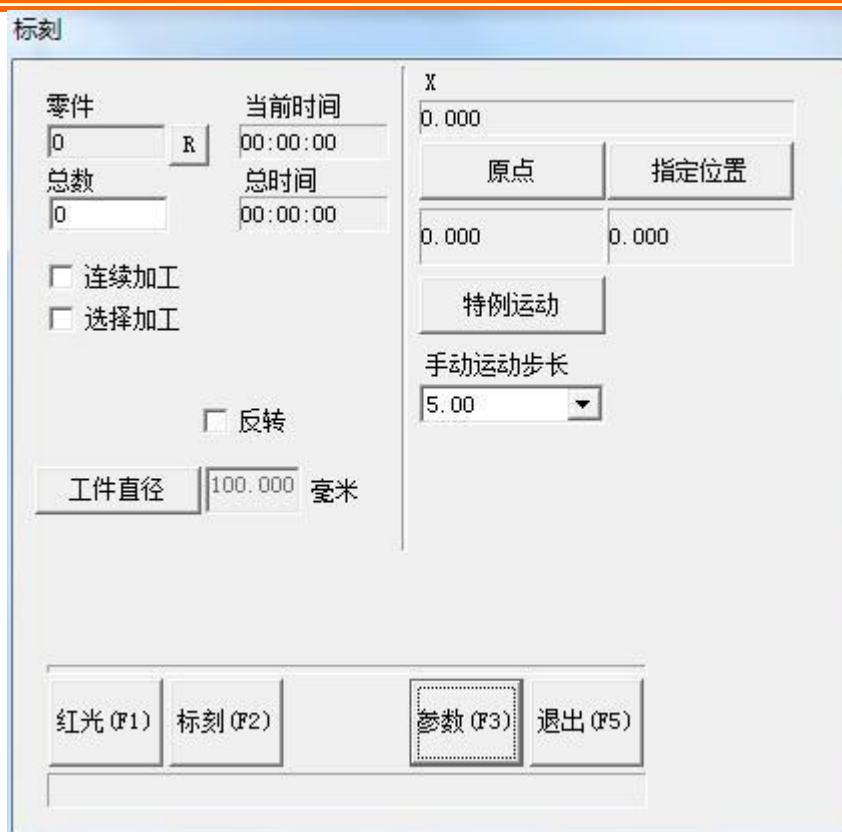 标刻
零件
当前时间
0
R
00:00:00
总数
总时间
0
00:00:00
连续加工
选择加工
反转
工件直径
100.000
毫米
X
0.000
原点
指定位置
0.000
0.000
特例运动
手动运动步长
5.00
红光(F1)
标刻(F2)
参数(F3)
退出(F5)